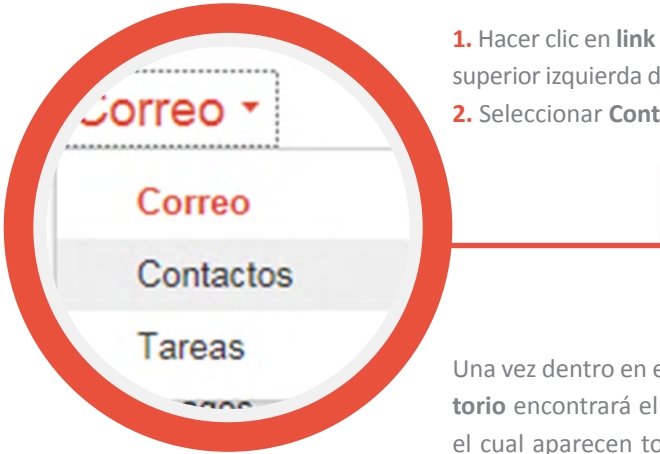 Correo
Correo
Contactos
Tareas
1. Hacer clic en link
superior izquierda d
2. Seleccionar Cont
Una vez dentro en e
torio encontrará el
el cual aparecen to